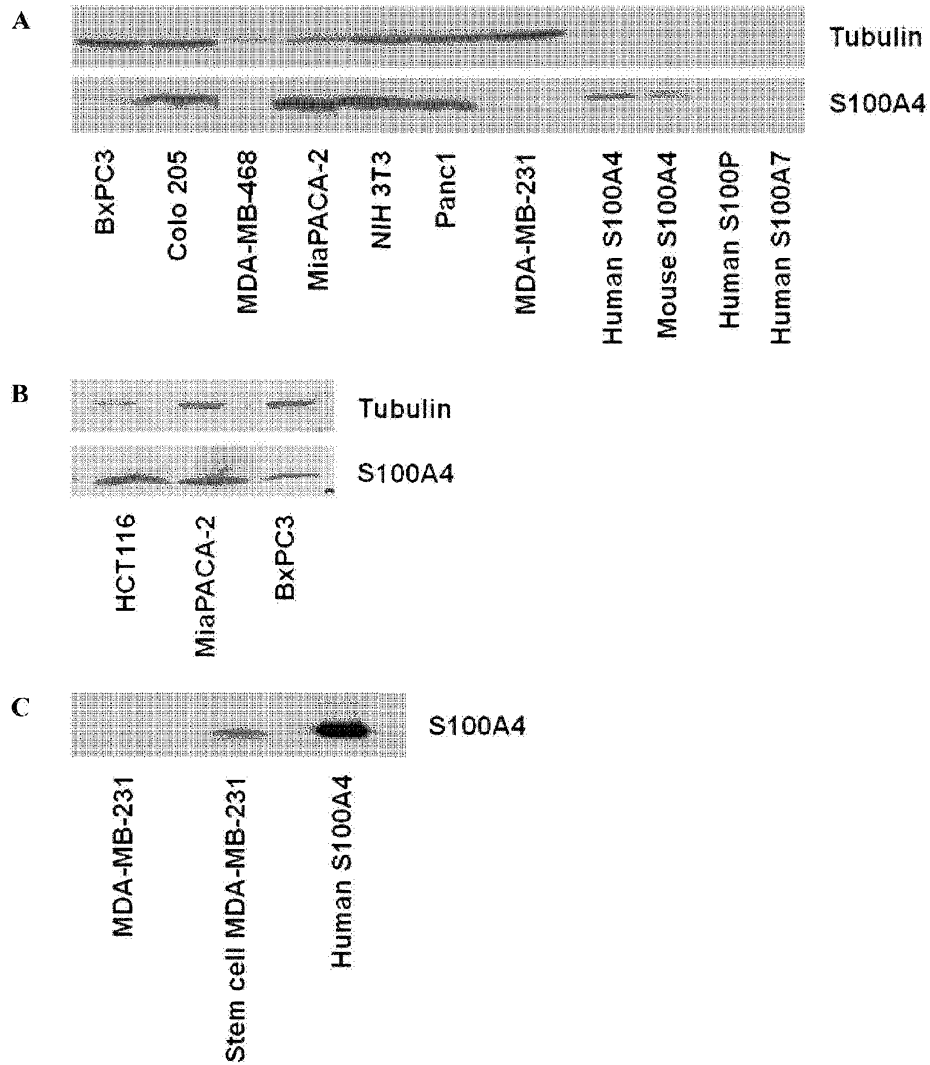 A
Tubulin
S100A4
BxPC3
Colo 205
MDA-MB-468
MiaPACA-2
NIH 3T3
Panc1
MDA-MB-231
Human S100A4
Mouse S100A4
Human S100P
Human S100A7
B
Tubulin
S100A4
HCT116
MiaPACA-2
BxPC3
C
S100A4
MDA-MB-231
Stem cell MDA-MB-231
Human S100A4